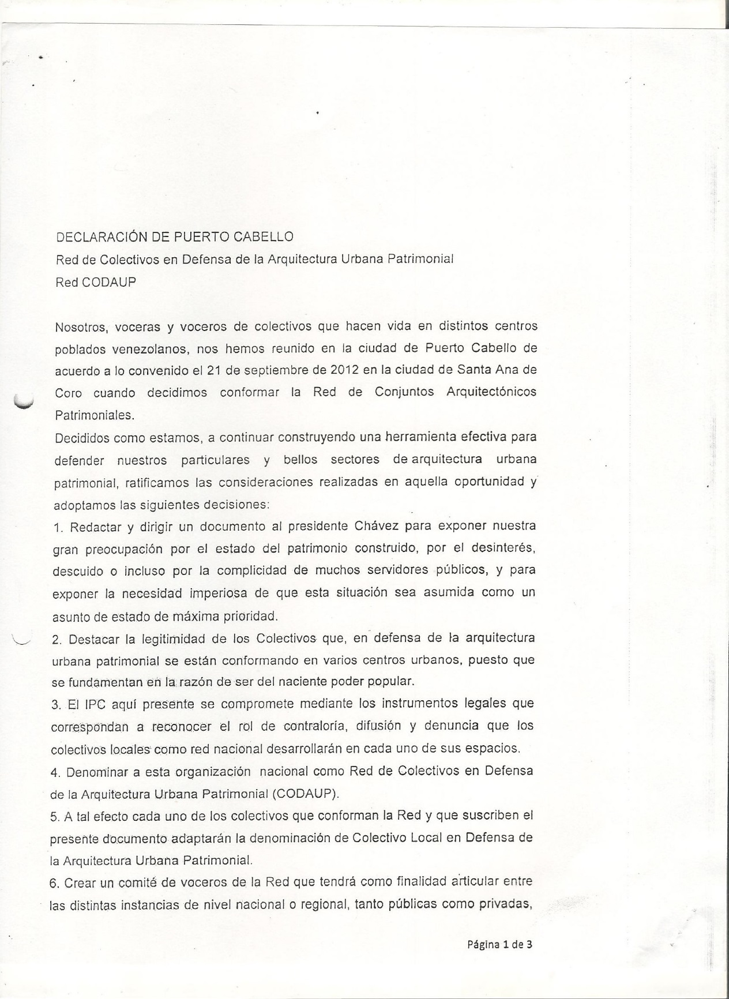 DECLARACIÓN DE PUERTO CABELLO
Red de Colectivos en Defensa de la Arquitectura Urbana Patrimonial
Red CODAUP
Nosotros, voceras y voceros de colectivos que hacen vida en distintos centros
poblados venezolanos, nos hemos reunido en la ciudad de Puerto Cabello de
acuerdo a lo convenido el 21 de septiembre de 2012 en la ciudad de Santa Ana de
Coro cuando decidimos conformar la Red de Conjuntos Arquitectónicos
Patrimoniales.
Decididos como estamos, a continuar construyendo una herramienta efectiva para
defender nuestros particulares y bellos sectores de arquitectura urbana
patrimonial, ratificamos las consideraciones realizadas en aquella oportunidad y
adoptamos las siguientes decisiones:
1. Redactar y dirigir un documento al presidente Chávez para exponer nuestra
gran preocupación por el estado del patrimonio construido, por el desinterés,
descuido o incluso por la complicidad de muchos servidores públicos, y para
exponer la necesidad imperiosa de que esta situación sea asumida como un
asunto de estado de máxima prioridad.
2. Destacar la legitimidad de los Colectivos que, en defensa de la arquitectura
urbana patrimonial se están conformando en varios centros urbanos, puesto que
se fundamentan en la razón de ser del naciente poder popular.
3. El IPC aquí presente se compromete mediante los instrumentos legales que
correspondan a reconocer el rol de contraloría, difusión y denuncia que los
colectivos locales como red nacional desarrollarán en cada uno de sus espacios.
4. Denominar a esta organización nacional como Red de Colectivos en Defensa
de la Arquitectura Urbana Patrimonial (CODAUP).
5. A tal efecto cada uno de los colectivos que conforman la Red y que suscriben el
presente documento adaptarán la denominación de Colectivo Local en Defensa de
la Arquitectura Urbana Patrimonial.
6. Crear un comité de voceros de la Red que tendrá como finalidad articular entre
las distintas instancias de nivel nacional o regional, tanto públicas como privadas,
Página 1 de 3